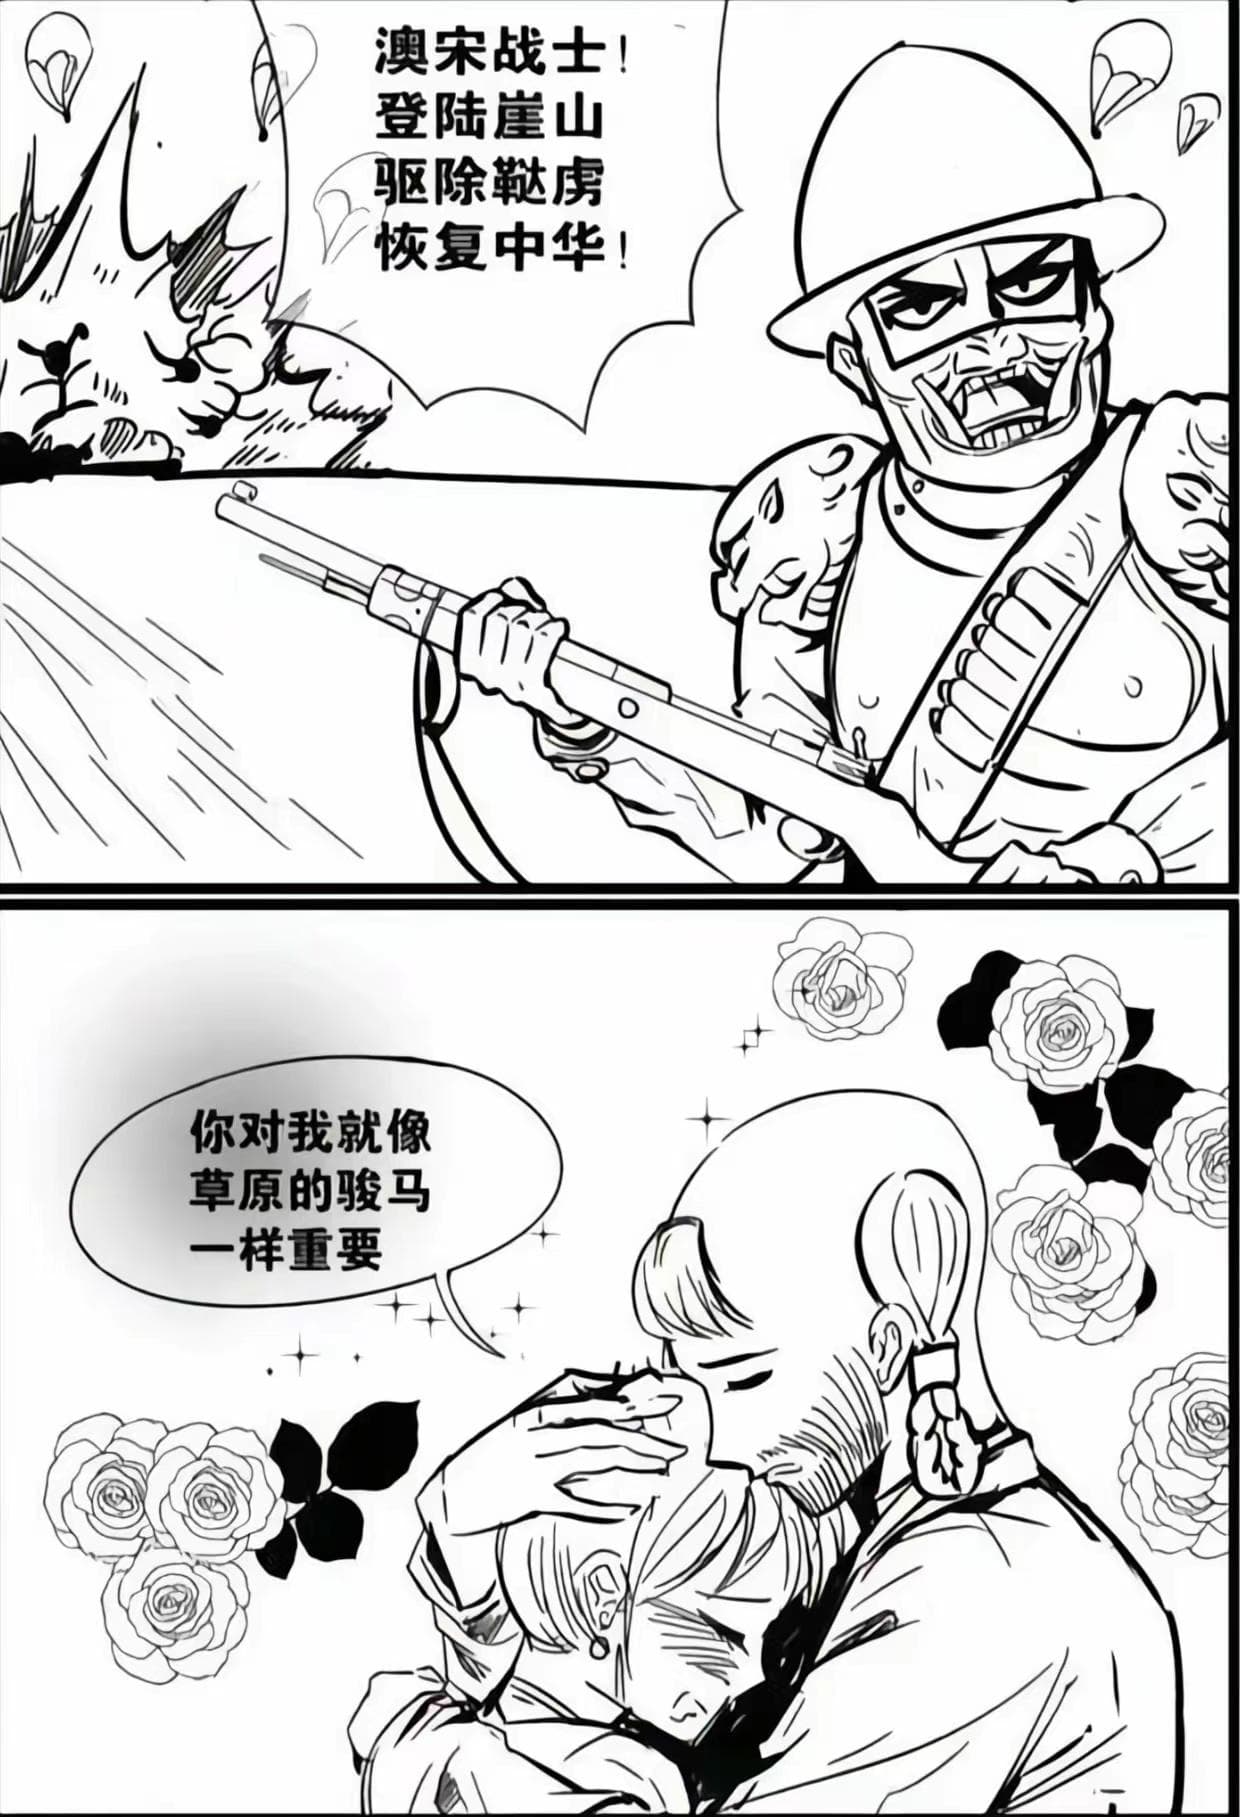 澳宋战士！
登陆崖山
驱除鞑虏
恢复中华！
你对我就像
草原的骏马
一样重要